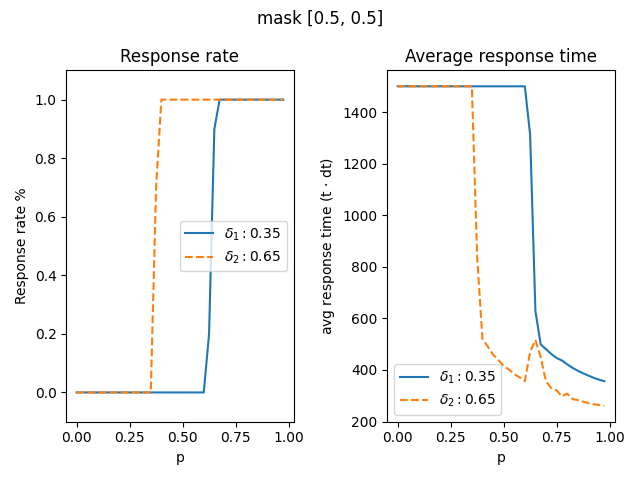 mask [0.5, 0.5]
Response rate
Response rate %
1.0
0.8
0.6
0.4
0.2
0.0
δ1 : 0.35
δ2 : 0.65
0.00 0.25 0.50 0.75 1.00
p
Average response time
avg response time (t · dt)
1400
1200
1000
800
600
400
200
δ1 : 0.35
δ2 : 0.65
0.00 0.25 0.50 0.75 1.00
p